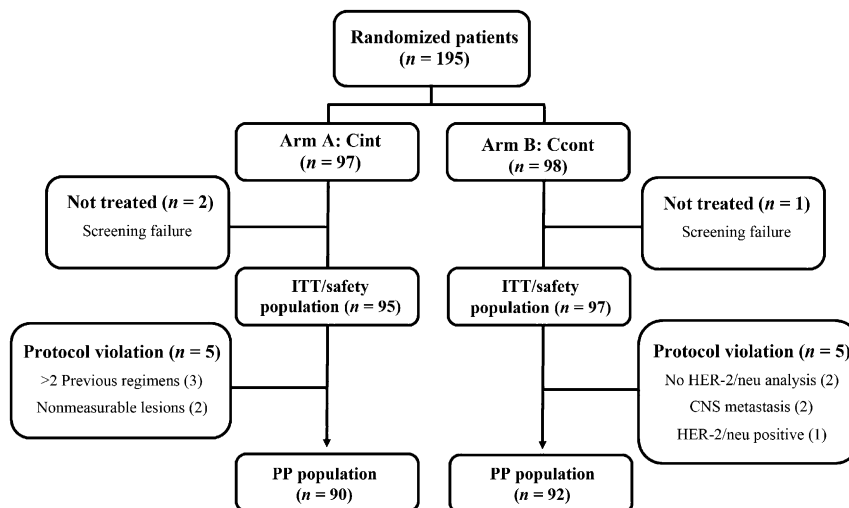 Randomized patients
(n = 195)
Arm A: Cint
(n = 97)
Arm B: Ccont
(n = 98)
Not treated (n = 2)
Screening failure
Not treated (n = 1)
Screening failure
ITT/safety
population (n = 95)
ITT/safety
population (n = 97)
Protocol violation (n = 5)
>2 Previous regimens (3)
Nonmeasurable lesions (2)
Protocol violation (n = 5)
No HER-2/neu analysis (2)
CNS metastasis (2)
HER-2/neu positive (1)
PP population
(n = 90)
PP population
(n = 92)